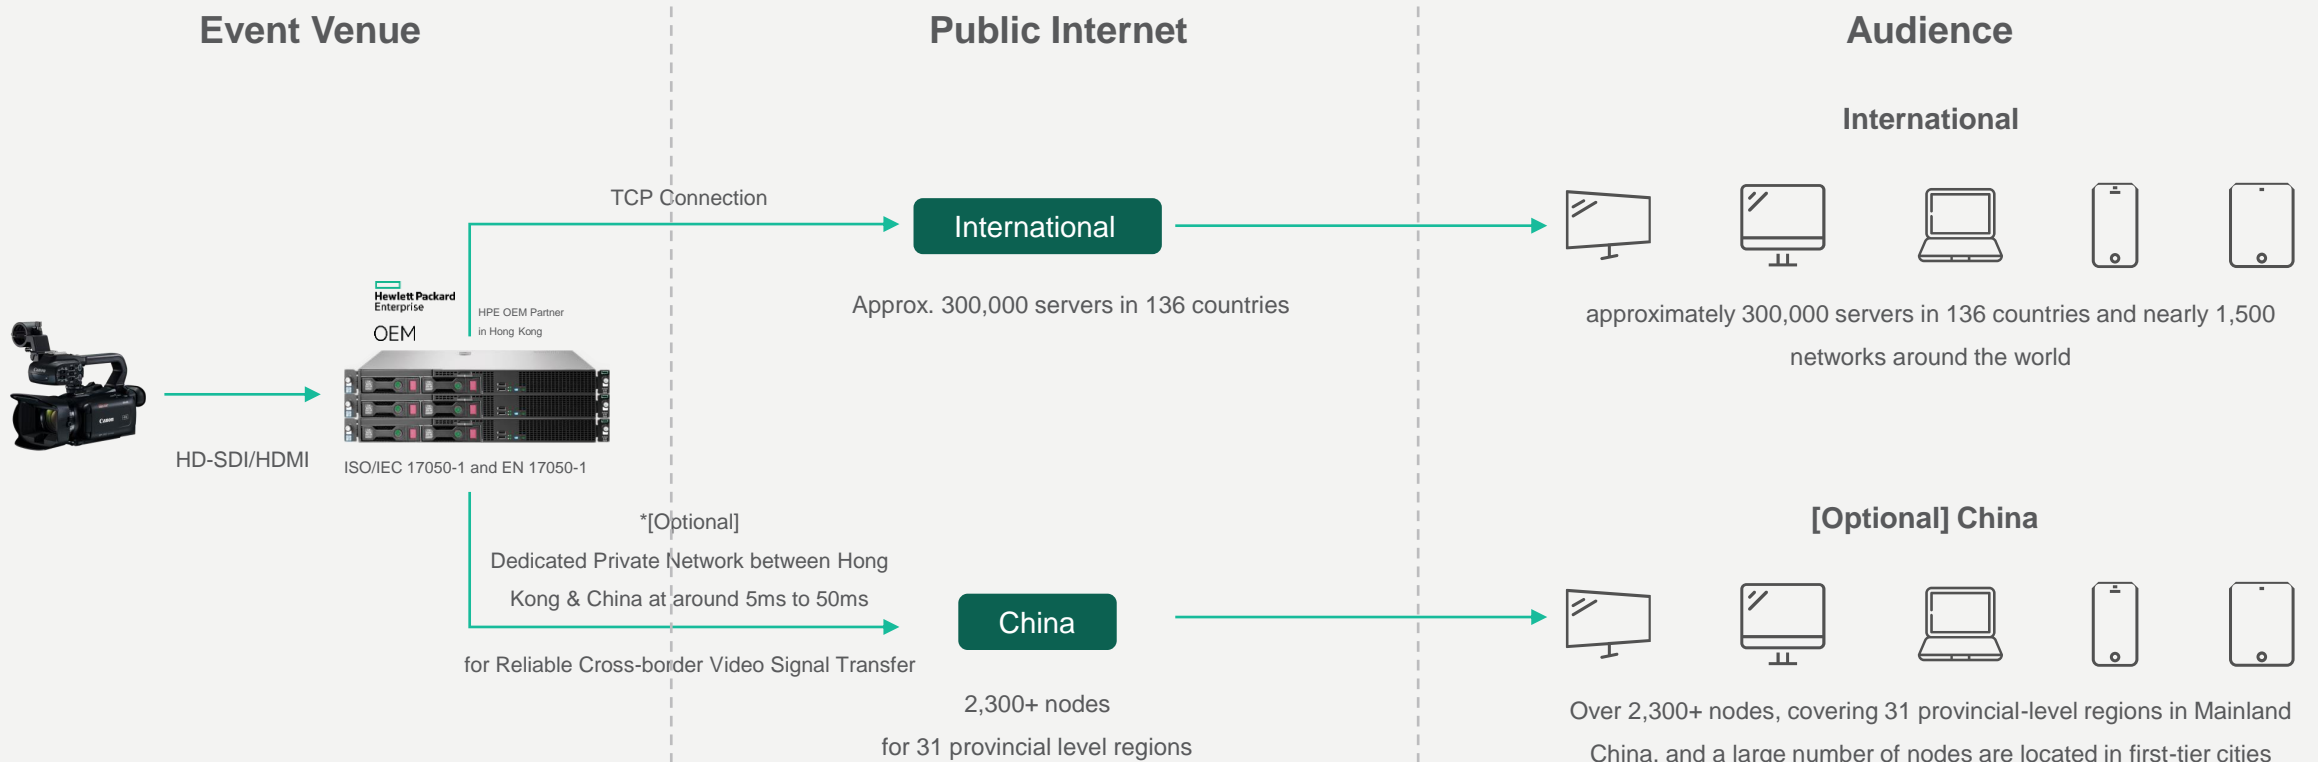 Event Venue
Public Internet
Audience
International
TCP Connection
International
Approx. 300,000 servers in 136 countries
approximately 300,000 servers in 136 countries and nearly 1,500
networks around the world
Hewlett Packard
Enterprise
OEM
HPE OEM Partner
in Hong Kong
Canon
HD-SDI/HDMI
ISO/IEC 17050-1 and EN 17050-1
*[Optional]
Dedicated Private Network between Hong
Kong & China at around 5ms to 50ms
for Reliable Cross-border Video Signal Transfer
China
2,300+ nodes
for 31 provincial level regions
[Optional] China
Over 2,300+ nodes, covering 31 provincial-level regions in Mainland
China, and a large number of nodes are located in first-tier cities